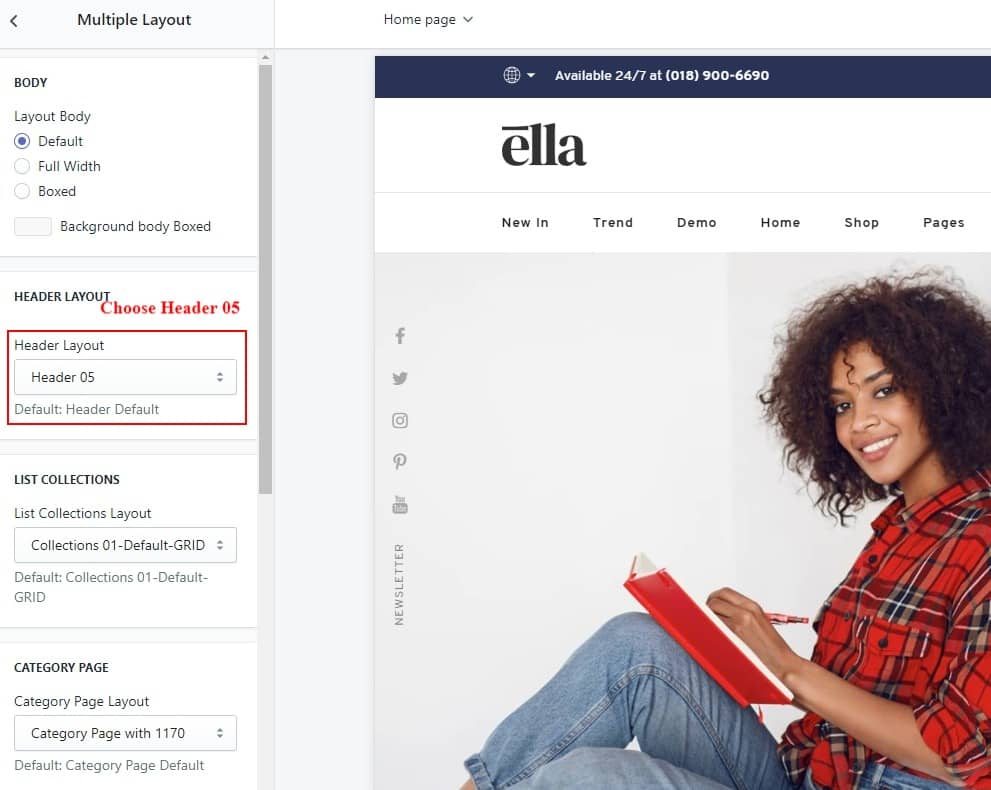 Multiple Layout
Home page
BODY
Layout Body
Default
Full Width
Boxed
Background body Boxed
HEADER LAYOUT
Choose Header 05
Header Layout
Header 05
Default: Header Default
LIST COLLECTIONS
List Collections Layout
Collections 01-Default-GRID
Default: Collections 01-Default-
GRID
CATEGORY PAGE
Category Page Layout
Category Page with 1170
Default: Category Page Default
Available 24/7 at (018) 900-6690
ēlla
New In Trend Demo Home Shop Pages
You
Tube
NEWSLETTER